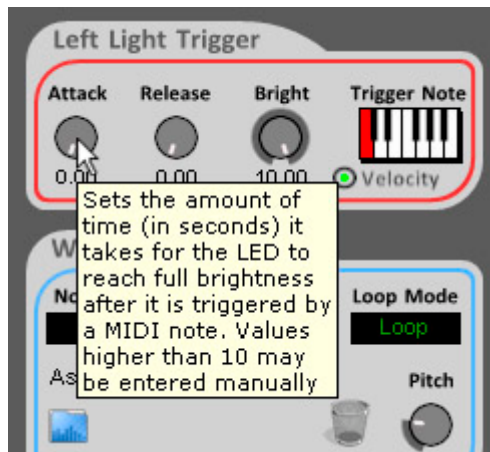 Left Light Trigger
Attack Release Bright Trigger Note
0.00 0.00 10.00 Velocity
Sets the amount of
time (in seconds) it
takes for the LED to
reach full brightness
after it is triggered by
a MIDI note. Values
higher than 10 may
be entered manually
Loop Mode
Loop
Pitch